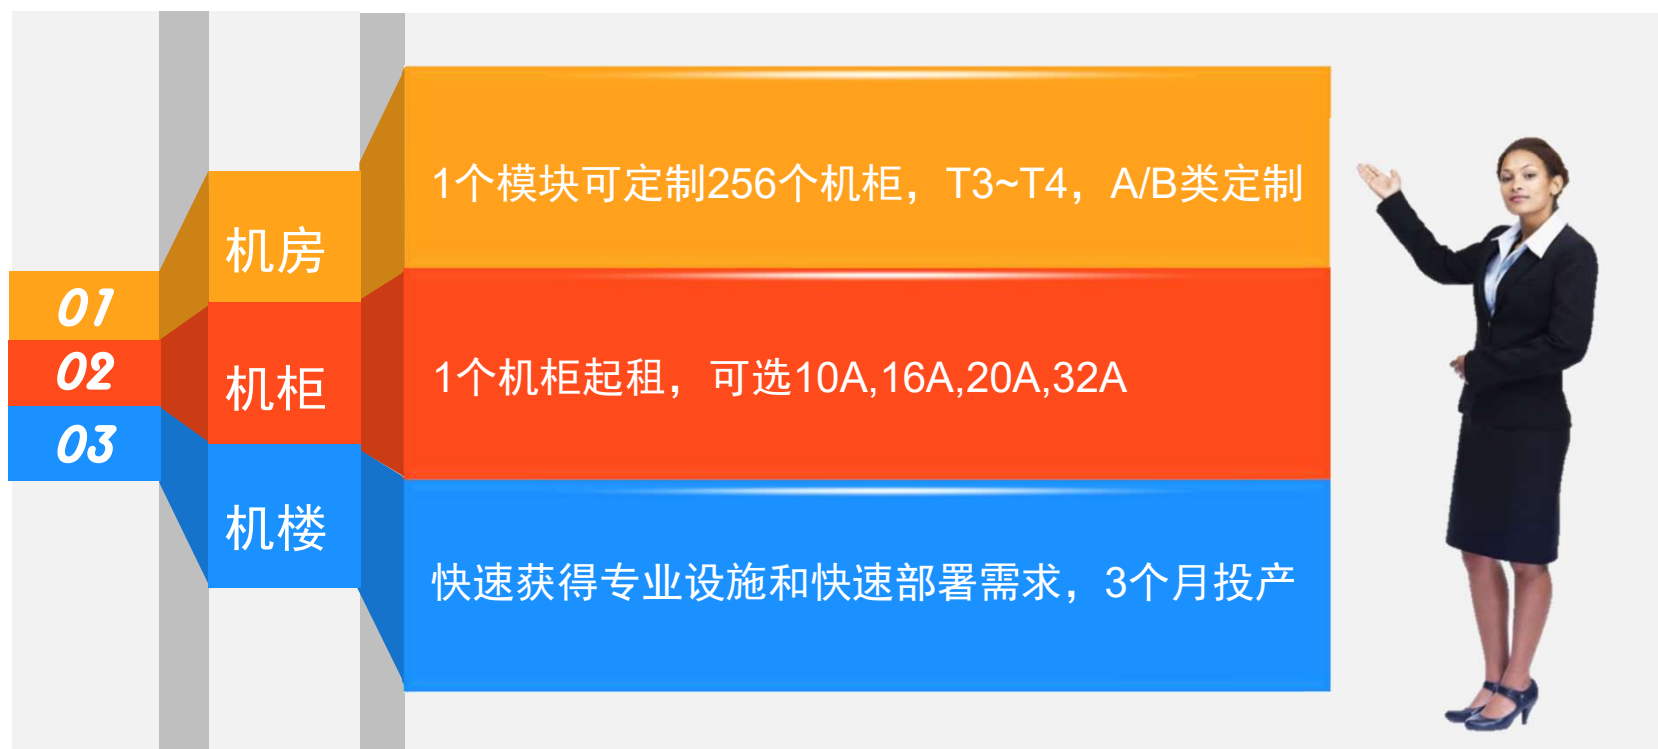 01
机房
1个模块可定制256个机柜，T3~T4，A/B类定制
02
机柜
1个机柜起租，可选10A,16A,20A,32A
03
机楼
快速获得专业设施和快速部署需求，3个月投产